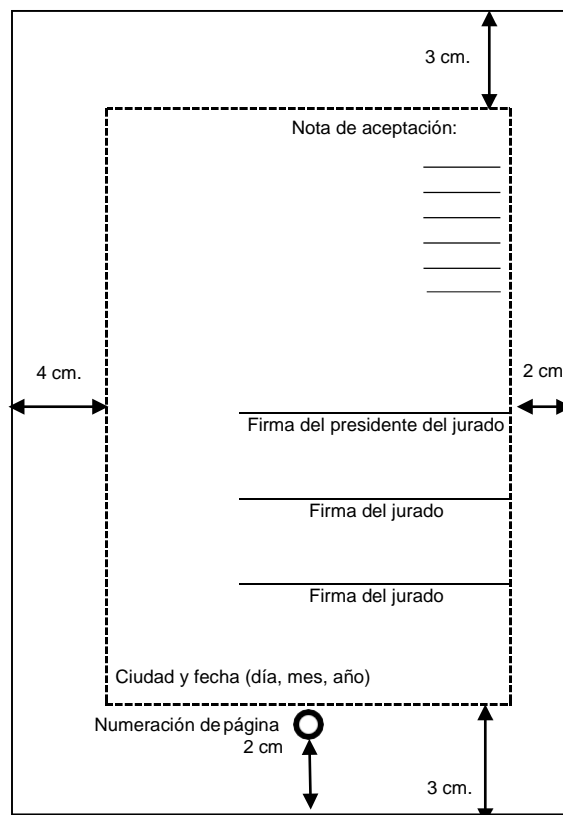 3 cm.
Nota de aceptación:
4 cm.
2 cm
Firma del presidente del jurado
Firma del jurado
Firma del jurado
Ciudad y fecha (día, mes, año)
Numeración de página
2 cm
3 cm.